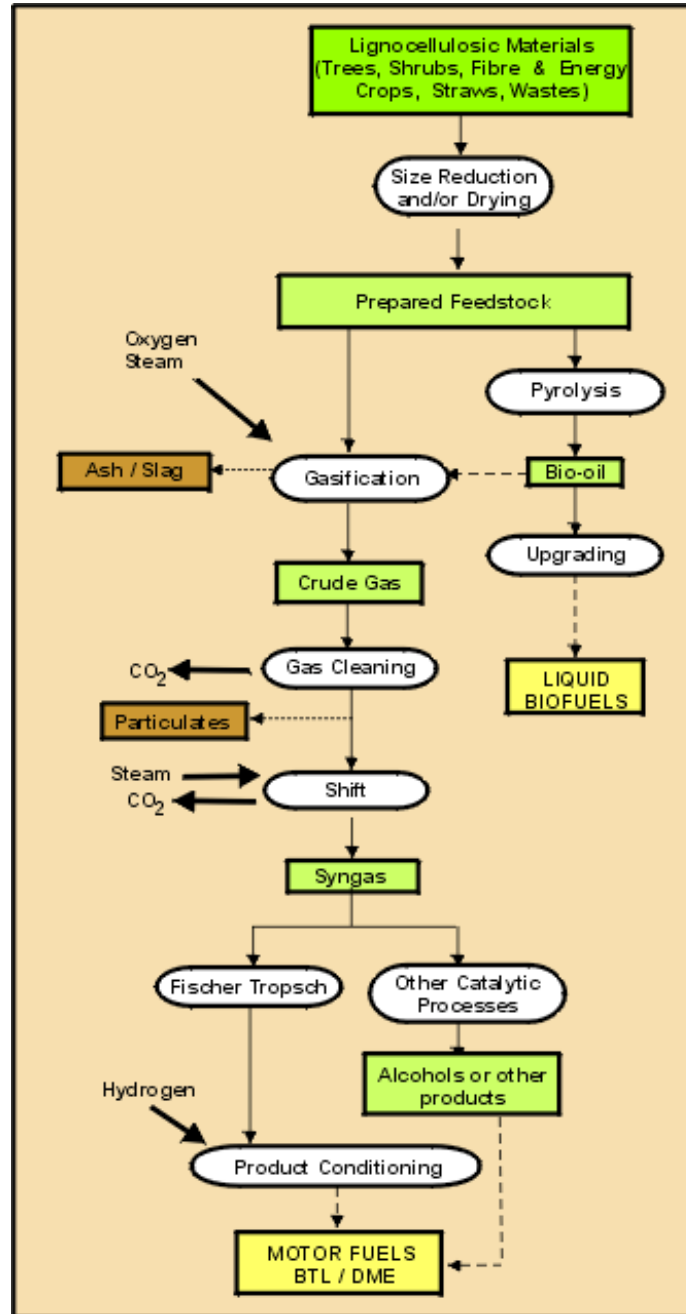 Lignocellulosic Materials
(Trees, Shrubs, Fibre & Energy
Crops, Straws, Wastes)
Size Reduction
and/or Drying
Prepared Feedstock
Oxygen
Steam
Pyrolysis
Ash / Slag
Gasification
Bio-oil
Upgrading
Crude Gas
CO2
Gas Cleaning
LIQUID
BIOFUELS
Particulates
Steam
CO2
Shift
Syngas
Fischer Tropsch
Other Catalytic
Processes
Alcohols or other
products
Hydrogen
Product Conditioning
MOTOR FUELS
BTL / DME